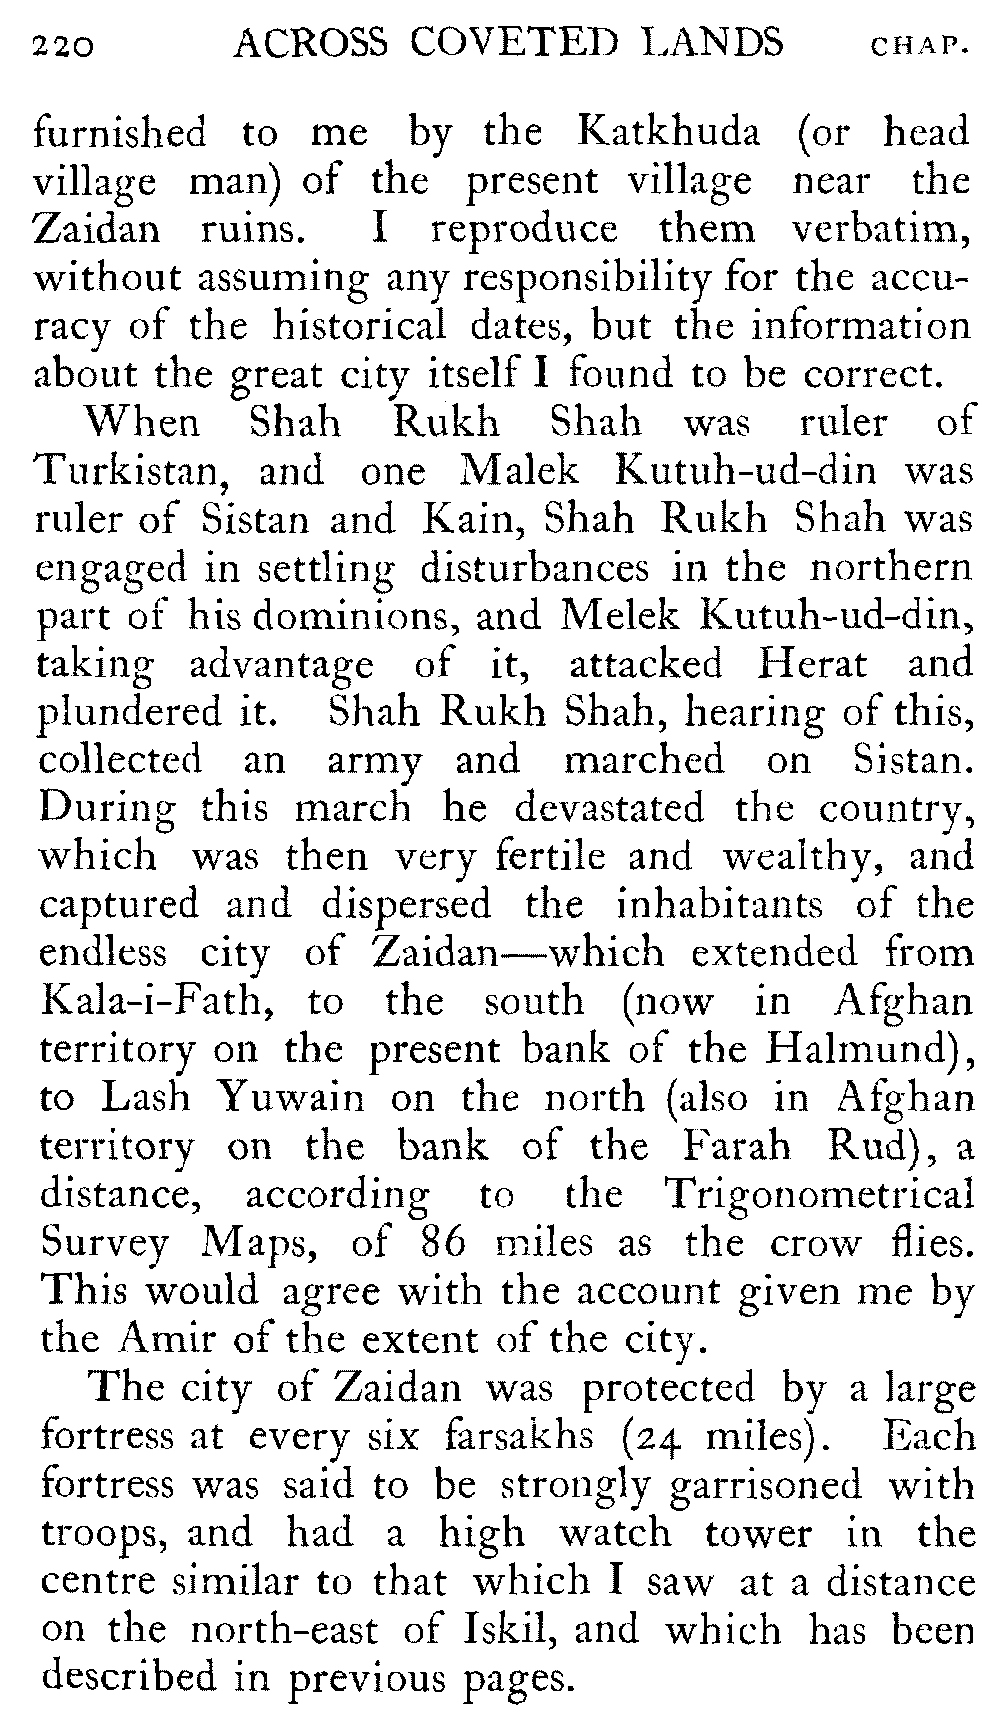 220 ACROSS COVETED LANDS CHAP.
furnished to me by the Katkhuda (or head
village man) of the present village near the
Zaidan ruins. I reproduce them verbatim,
without assuming any responsibility for the accu-
racy of the historical dates, but the information
about the great city itself I found to be correct.
When Shah Rukh Shah was ruler of
Turkistan, and one Malek Kutuh-ud-din was
ruler of Sistan and Kain, Shah Rukh Shah was
engaged in settling disturbances in the northern
part of his dominions, and Melek Kutuh-ud-din,
taking advantage of it, attacked Herat and
plundered it. Shah Rukh Shah, hearing of this,
collected an army and marched on Sistan.
During this march he devastated the country,
which was then very fertile and wealthy, and
captured and dispersed the inhabitants of the
endless city of Zaidan—which extended from
Kala-i-Fath, to the south (now in Afghan
territory on the present bank of the Halmund),
to Lash Yuwain on the north (also in Afghan
territory on the bank of the Farah Rud), a
distance, according to the Trigonometrical
Survey Maps, of 86 miles as the crow flies.
This would agree with the account given me by
the Amir of the extent of the city.
The city of Zaidan was protected by a large
fortress at every six farsakhs (24 miles). Each
fortress was said to be strongly garrisoned with
troops, and had a high watch tower in the
centre similar to that which I saw at a distance
on the north-east of Iskil, and which has been
described in previous pages.